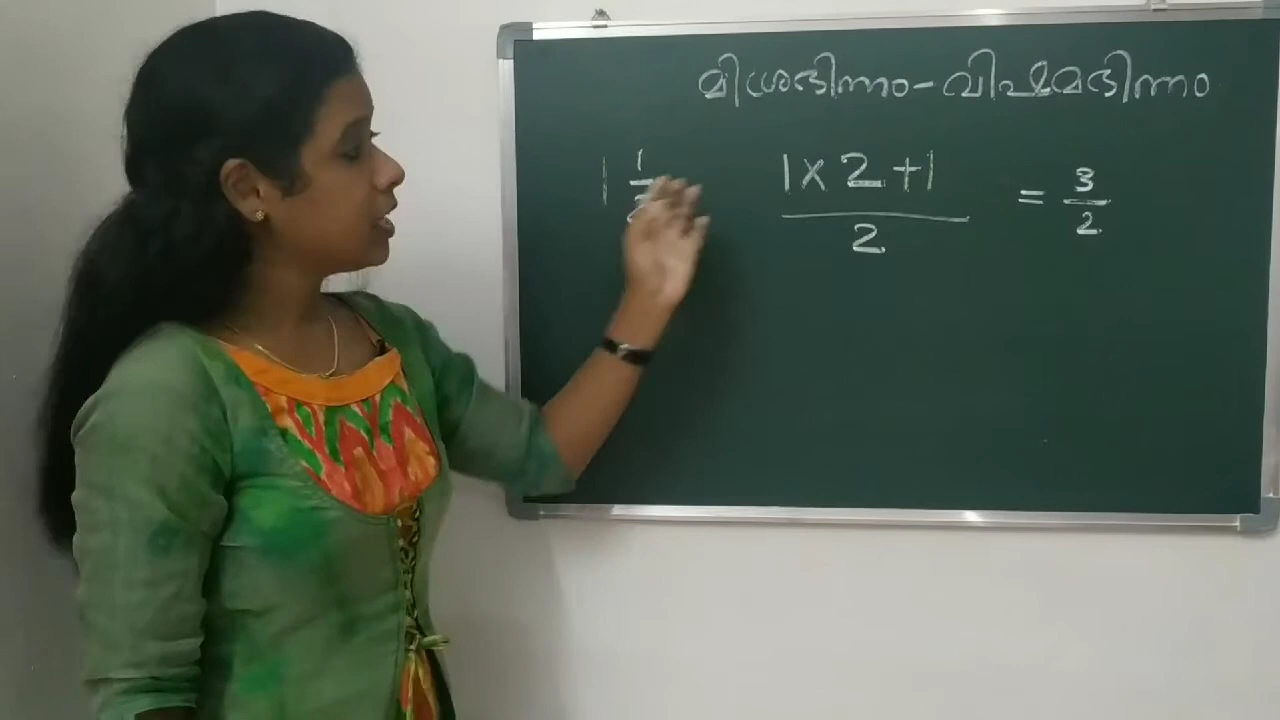 മിശ്രഭിന്നം-വിഷമഭിന്നം
1 1/2 1 x 2 + 1 / 2 = 3/2